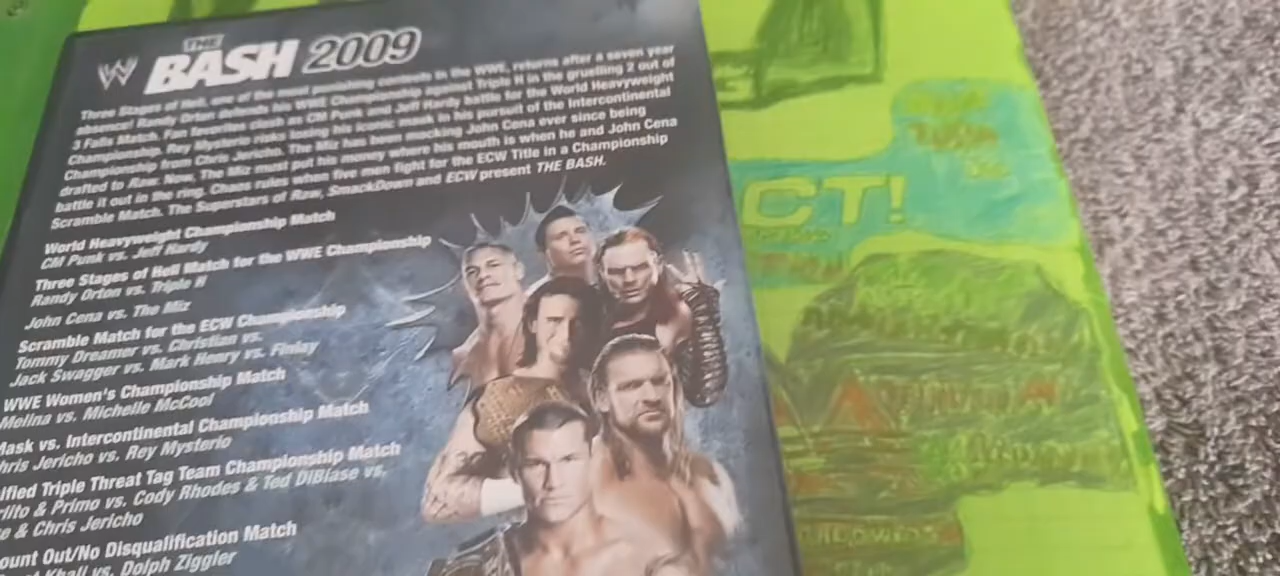 W THE
BASH 2009
Three Stages of Hell, one of the most punishing contests in the WWE, returns after a seven year
absence! Randy Orton defends his WWE Championship against Triple H in the gruelling 2 out of
3 Falls Match. Fan favourites clash as CM Punk and Jeff Hardy battle for the World Heavyweight
Championship. Rey Mysterio risks losing his iconic mask in his pursuit of the Intercontinental
Championship from Chris Jericho. The Miz has been mocking John Cena ever since being
drafted to Raw. Now, The Miz must put his money where his mouth is when he and John Cena
battle it out in the ring. Chaos rules when five men fight for the ECW Title in a Championship
Scramble Match. The Superstars of Raw, SmackDown and ECW present THE BASH.
World Heavyweight Championship Match
CM Punk vs. Jeff Hardy
Three Stages of Hell Match for the WWE Championship
Randy Orton vs. Triple H
John Cena vs. The Miz
Scramble Match for the ECW Championship
Tommy Dreamer vs. Christian vs.
Jack Swagger vs. Mark Henry vs. Finlay
WWE Women's Championship Match
Melina vs. Michelle McCool
Mask vs. Intercontinental Championship Match
hris Jericho vs. Rey Mysterio
ified Triple Threat Tag Team Championship Match
rlito & Primo vs. Cody Rhodes & Ted DiBiase vs.
e & Chris Jericho
ount Out/No Disqualification Match
Khali vs. Dolph Ziggler
CT!